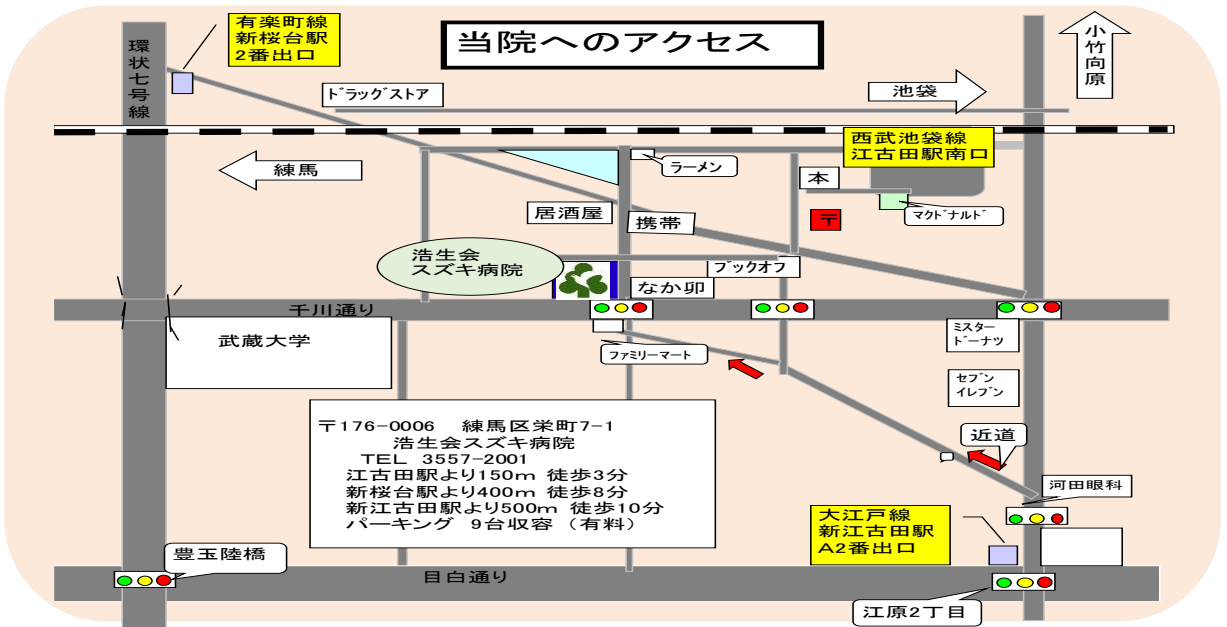 当院へのアクセス
有楽町線
新桜台駅
2番出口
環状七号線
小竹向原
ドラッグストア
池袋
西武池袋線
江古田駅南口
練馬
ラーメン
本
居酒屋
携帯
〒
マクドナルド
浩生会
スズキ病院
ブックオフ
なか卯
千川通り
武蔵大学
ファミリーマート
ミスター
ドーナツ
セブン
イレブン
近道
〒176-0006 練馬区栄町7-1
浩生会スズキ病院
TEL 3557-2001
江古田駅より150m 徒歩3分
新桜台駅より400m 徒歩8分
新江古田駅より500m 徒歩10分
パーキング 9台収容（有料）
河田眼科
大江戸線
新江古田駅
A2番出口
豊玉陸橋
目白通り
江原2丁目